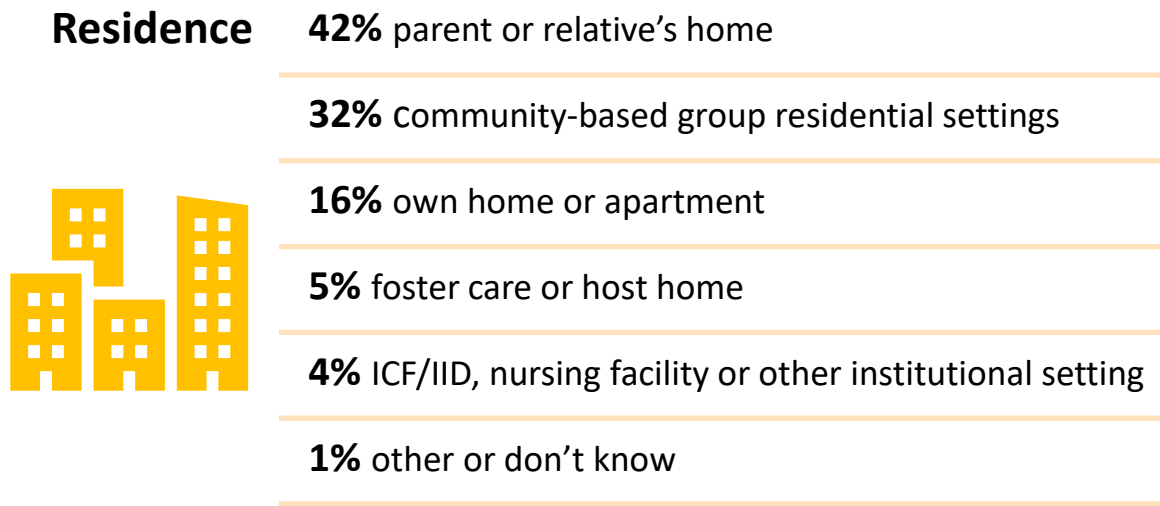 Residence
42% parent or relative’s home
32% Community-based group residential settings
16% own home or apartment
5% foster care or host home
4% ICF/IID, nursing facility or other institutional setting
1% other or don’t know